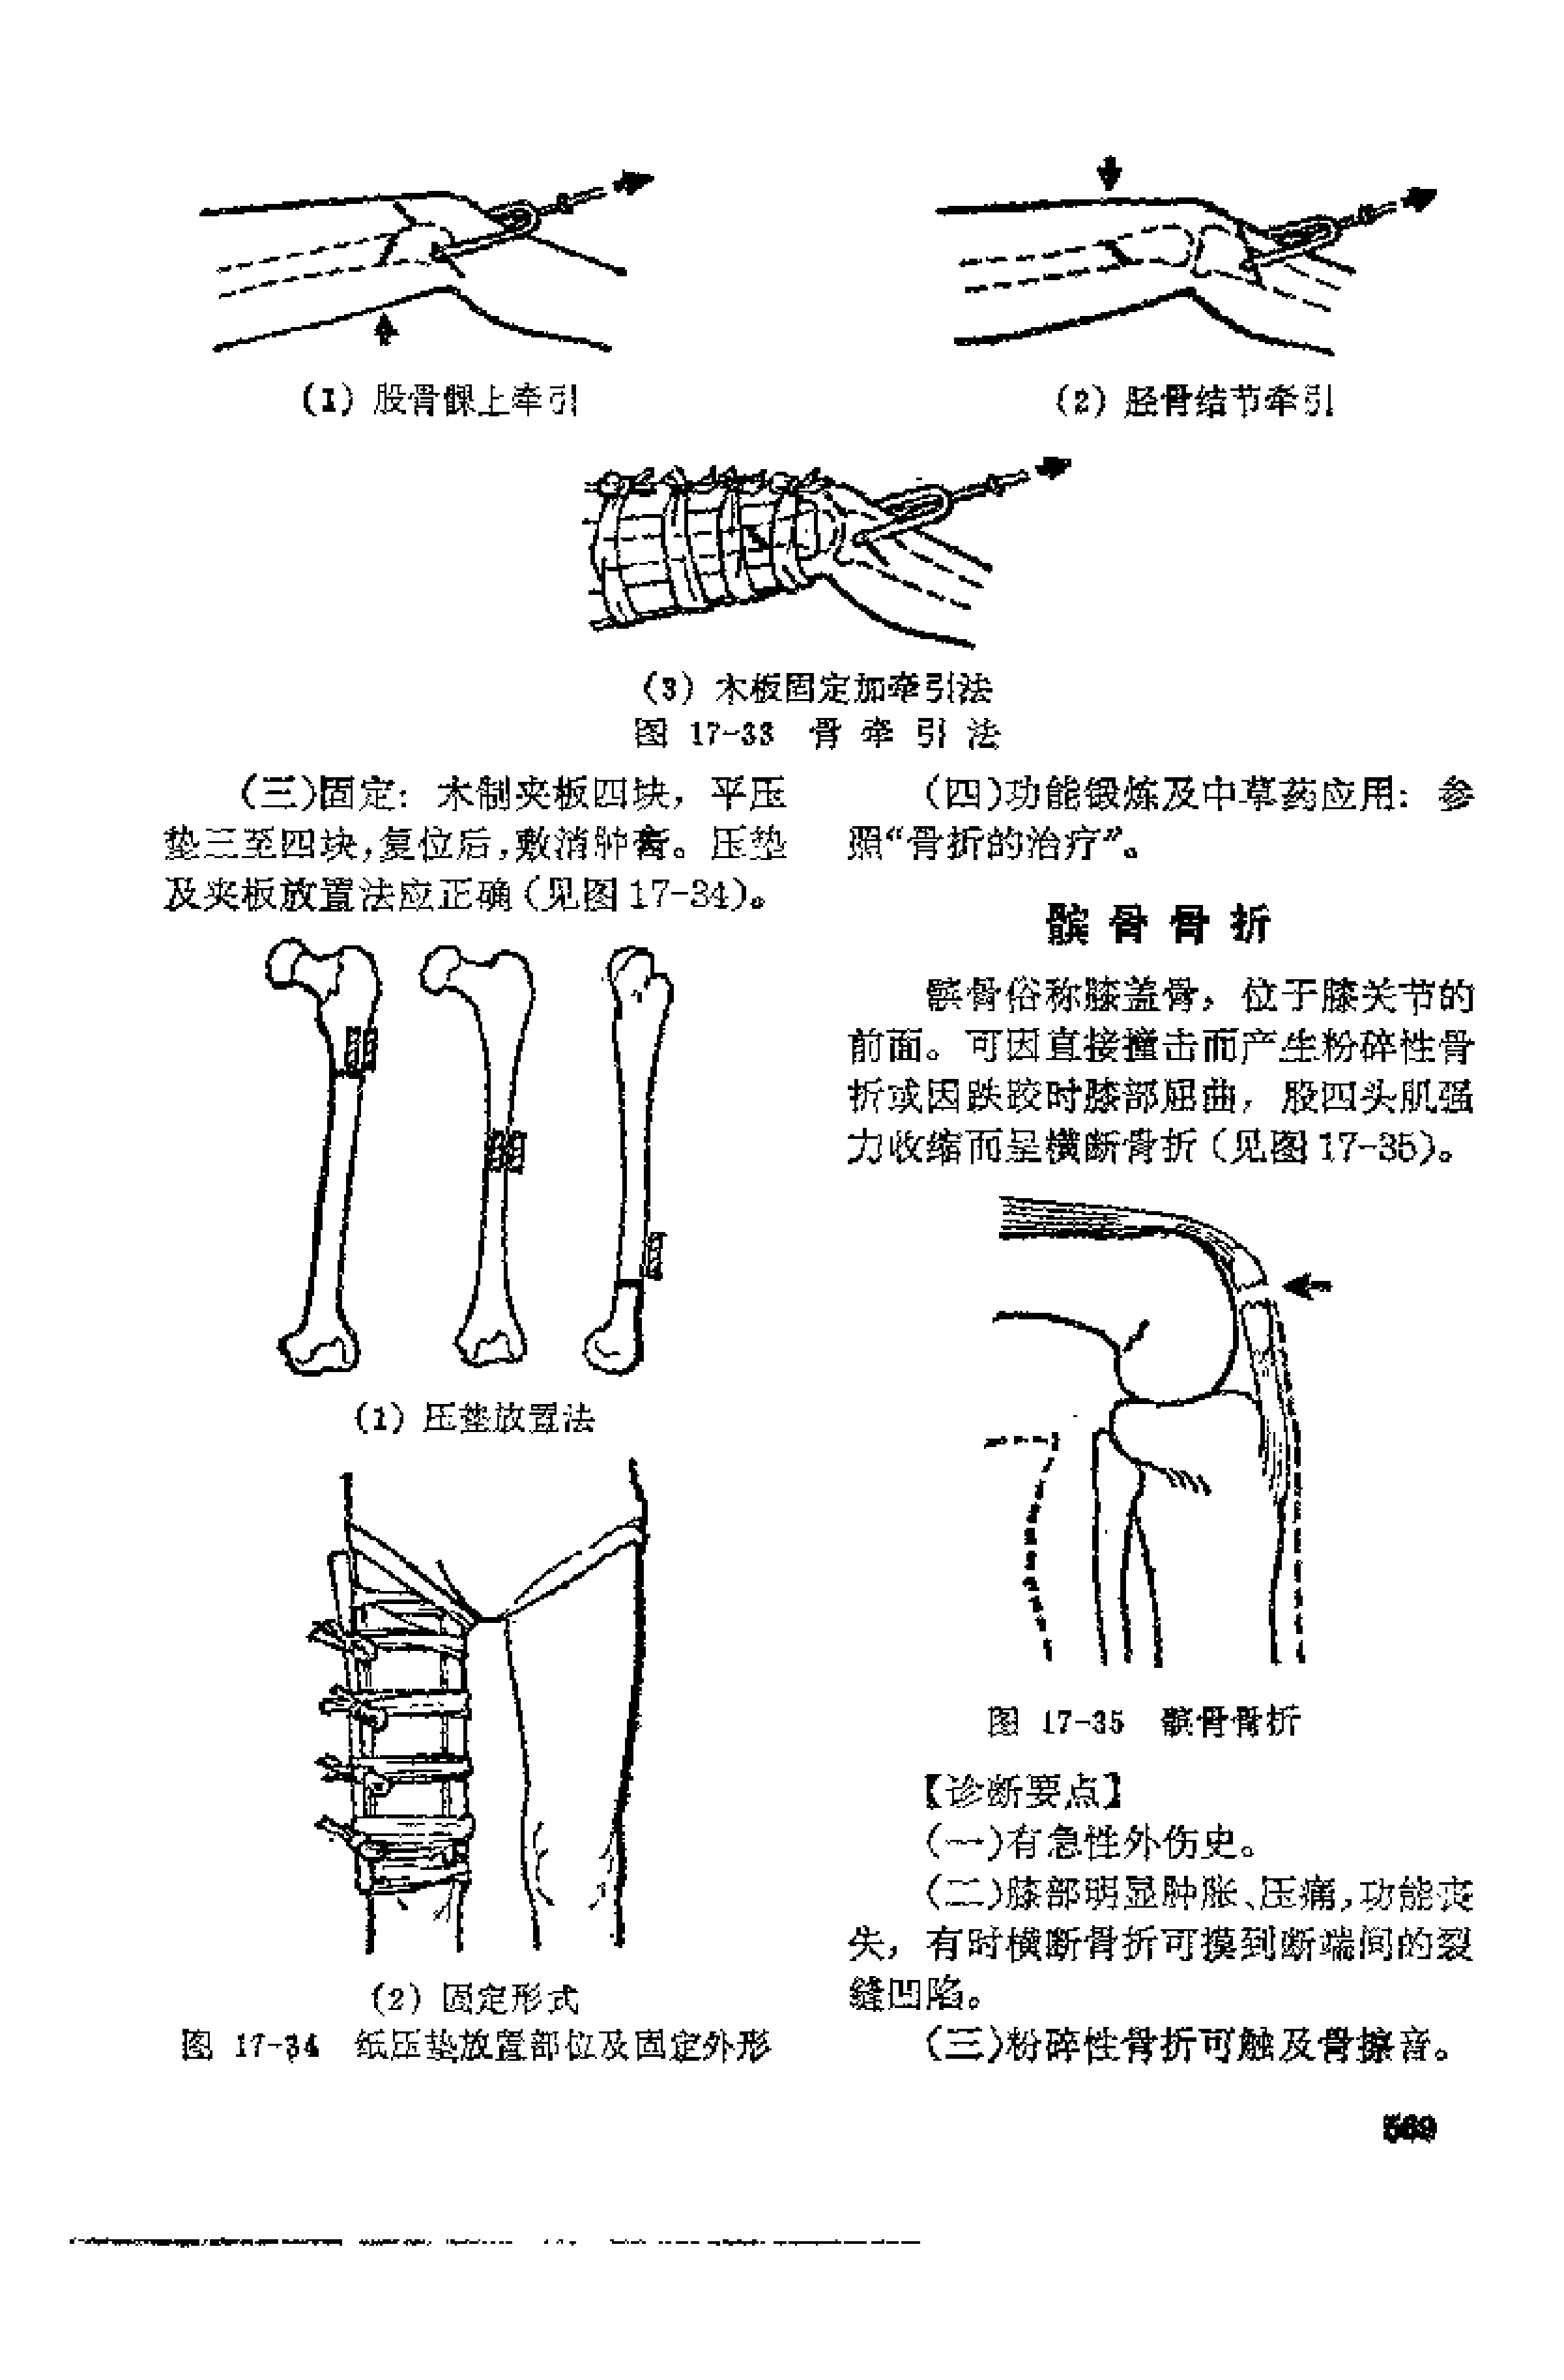 (1) 股骨髁上牵引
(2) 胫骨结节牵引
(3) 木板固定加牵引法
图 17-33 骨牵引法
(三)固定：木制夹板四块，平压
垫三至四块，复位后，敷消肿膏。压垫
及夹板放置法应正确(见图17-34)。
(1) 压垫放置法
(2) 固定形式
图 17-34 纸压垫放置部位及固定外形
(四)功能锻炼及中草药应用：参
照“骨折的治疗”。
髌骨骨折
髌骨俗称膝盖骨，位于膝关节的
前面。可因直接撞击而产生粉碎性骨
折或因跌跤时膝部屈曲，股四头肌强
力收缩而呈横断骨折(见图17-35)。
图 17-35 髌骨骨折
【诊断要点】
(一)有急性外伤史。
(二)膝部明显肿胀、压痛，功能丧
失，有时横断骨折可摸到断端间的裂
缝凹陷。
(三)粉碎性骨折可触及骨擦音。
569